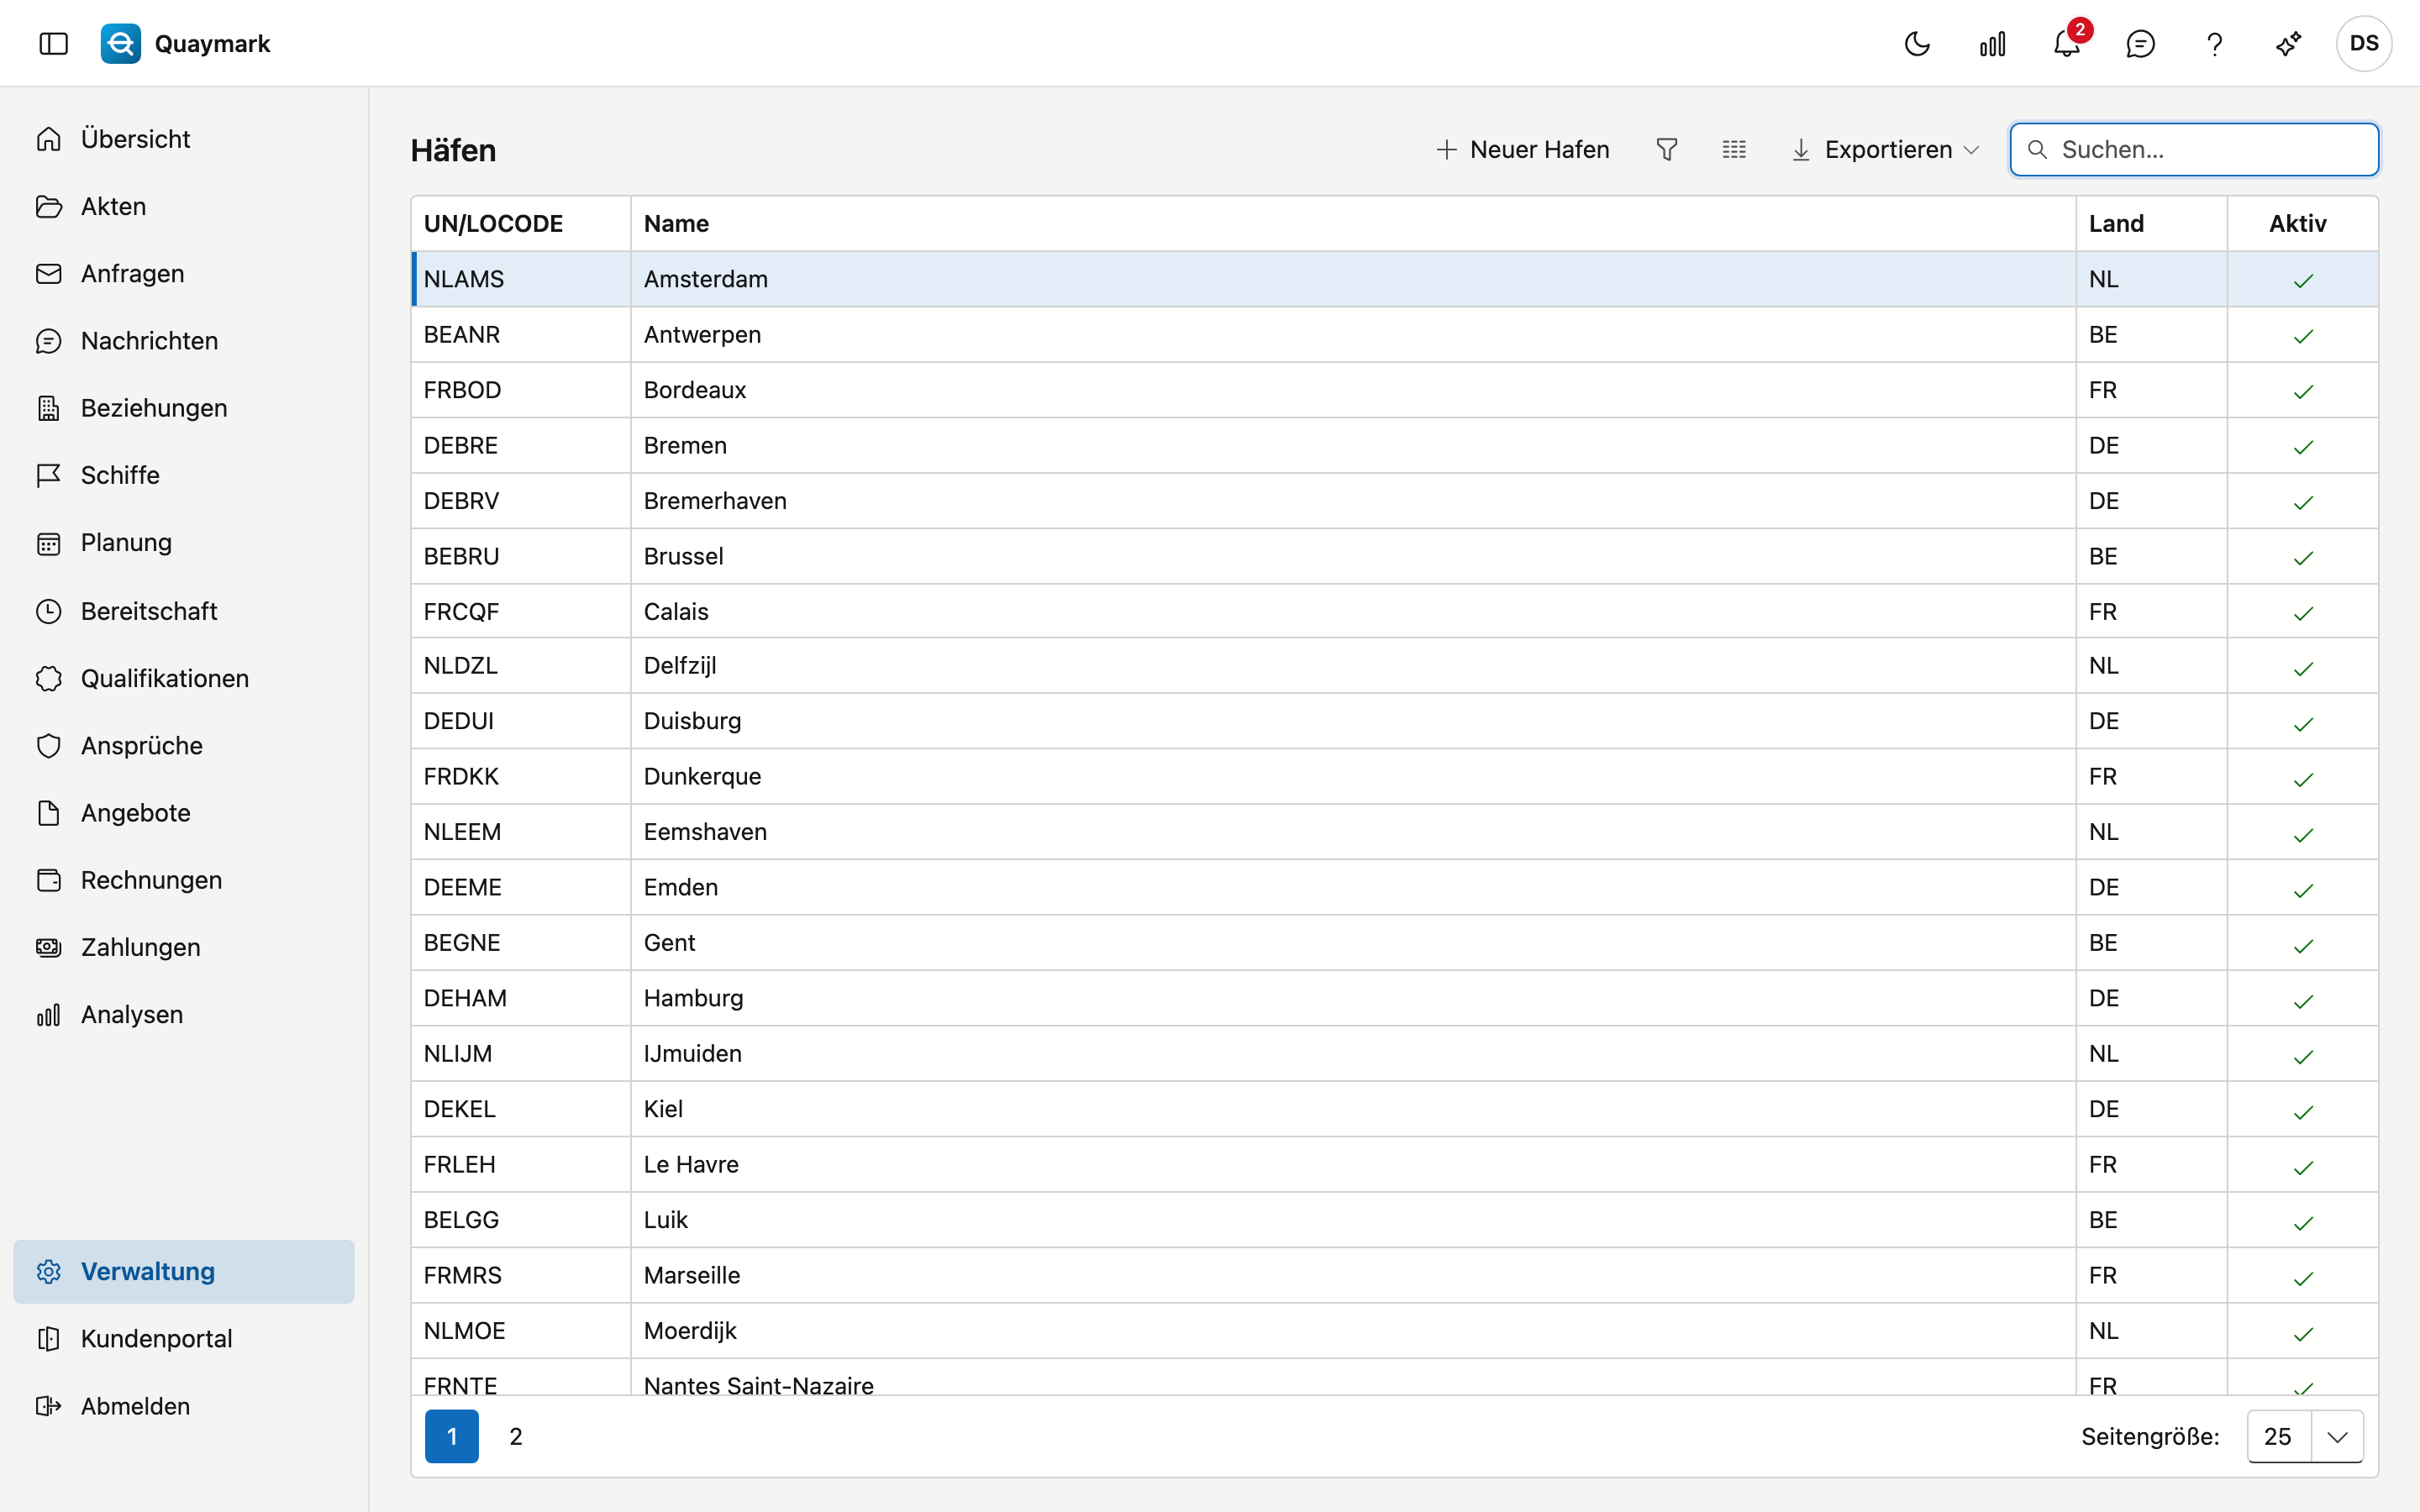 Quaymark
2
DS
Übersicht
Akten
Anfragen
Nachrichten
Beziehungen
Schiffe
Planung
Bereitschaft
Qualifikationen
Ansprüche
Angebote
Rechnungen
Zahlungen
Analysen
Verwaltung
Kundenportal
Abmelden
Häfen
Neuer Hafen
Exportieren
Suchen...
UN/LOCODE Name Land Aktiv
NLAMS Amsterdam NL
BEANR Antwerpen BE
FRBOD Bordeaux FR
DEBRE Bremen DE
DEBRV Bremerhaven DE
BEBRU Brussel BE
FRCQF Calais FR
NLDZL Delfzijl NL
DEDUI Duisburg DE
FRDKK Dunkerque FR
NLEEM Eemshaven NL
DEEME Emden DE
BEGNE Gent BE
DEHAM Hamburg DE
NLIJM IJmuiden NL
DEKEL Kiel DE
FRLEH Le Havre FR
BELGG Luik BE
FRMRS Marseille FR
NLMOE Moerdijk NL
FRNTE Nantes Saint-Nazaire FR
1 2
Seitengröße: 25